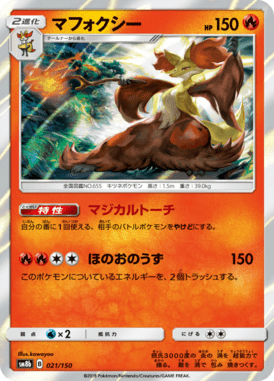 2進化
マフォクシー
HP 150
テールナーから進化
全国図鑑NO.655 キツネポケモン 高さ:1.5m 重さ:39.0kg
特性 マジカルトーチ
自分の番に1回使える。相手のバトルポケモンをやけどにする。
ほのおのうず 150
このポケモンについているエネルギーを、2個トラッシュする。
弱点 ×2 抵抗力 にげる
Illus. kawayoo
sm8b 021/150
©2018 Pokémon/Nintendo/Creatures/GAME FREAK.